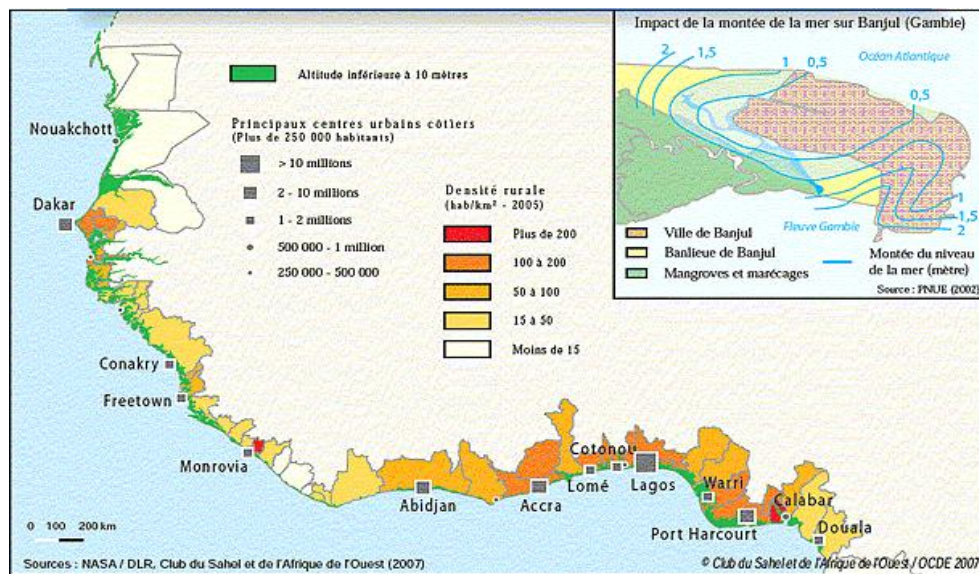 Altitude inférieure à 10 mètres
Principaux centres urbains côtiers
(Plus de 250 000 habitants)
> 10 millions
2 - 10 millions
1 - 2 millions
500 000 - 1 million
250 000 - 500 000
Densité rurale
(hab/km² - 2005)
Plus de 200
100 à 200
50 à 100
15 à 50
Moins de 15
Nouakchott
Dakar
Conakry
Freetown
Monrovia
Abidjan
Accra
Lomé
Cotonou
Lagos
Warri
Port Harcourt
Calabar
Douala
0 100 200 km
Impact de la montée de la mer sur Banjul (Gambie)
Océan Atlantique
2
1,5
1
0,5
0,5
1
1,5
2
Fleuve Gambie
Ville de Banjul
Banlieue de Banjul
Mangroves et marécages
Montée du niveau
de la mer (mètre)
Source : PNUE (2002)
Sources : NASA / DLR, Club du Sahel et de l'Afrique de l'Ouest (2007)
© Club du Sahel et de l'Afrique de l'Ouest / OCDE 2007